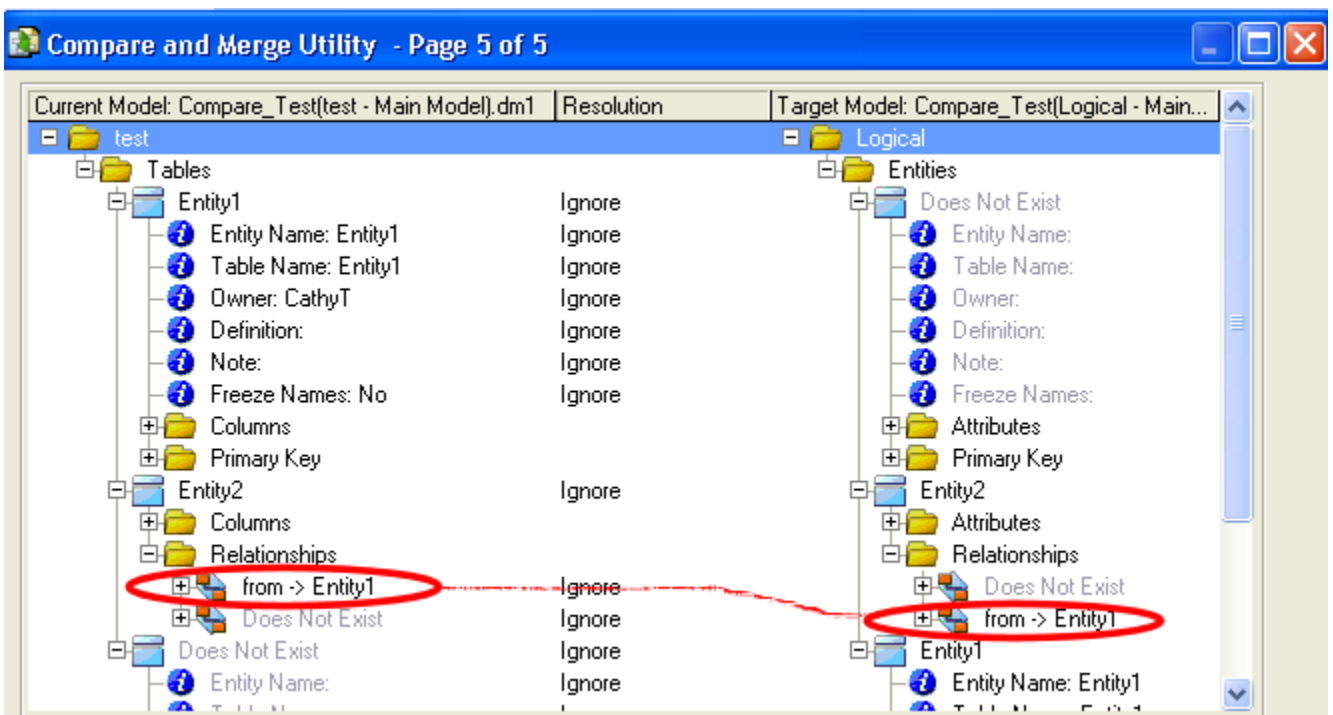 Compare and Merge Utility - Page 5 of 5
Current Model: Compare_Test(test - Main Model).dm1 Resolution Target Model: Compare_Test(Logical - Main...
test Logical
Tables Entities
Entity1 Ignore Does Not Exist
Entity Name: Entity1 Ignore Entity Name:
Table Name: Entity1 Ignore Table Name:
Owner: CathyT Ignore Owner:
Definition: Ignore Definition:
Note: Ignore Note:
Freeze Names: No Ignore Freeze Names:
Columns Attributes
Primary Key Primary Key
Entity2 Ignore Entity2
Columns Attributes
Relationships Relationships
from -> Entity1 Ignore Does Not Exist
Does Not Exist Ignore from -> Entity1
Does Not Exist Ignore Entity1
Entity Name: Ignore Entity Name: Entity1